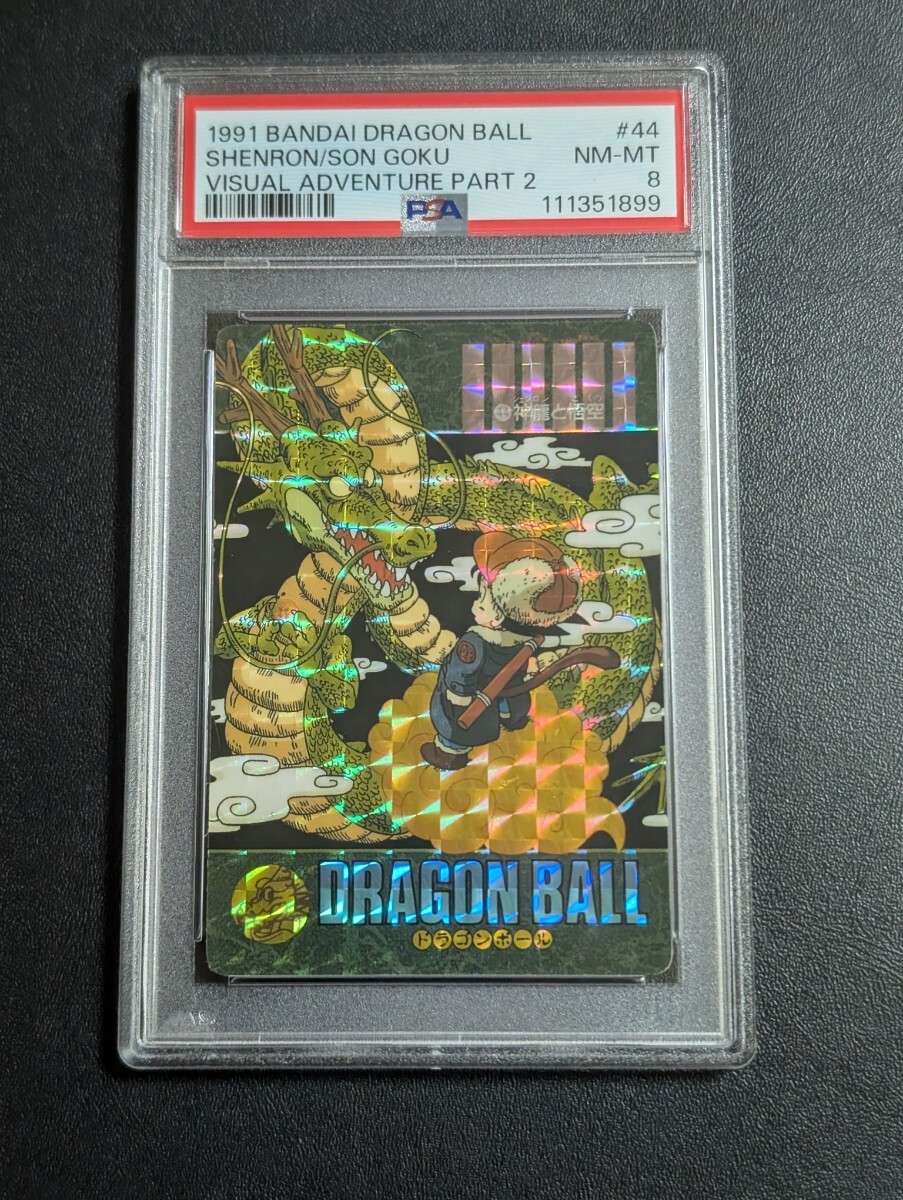 1991 BANDAI DRAGON BALL #44
SHENRON/SON GOKU NM-MT
VISUAL ADVENTURE PART 2 8
PSA 111351899
神龍と悟空
DRAGON BALL
ドラゴンボール